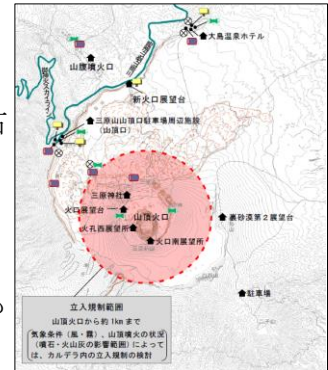 大島温泉ホテル
山腹噴火口
新火口展望台
三原山山頂口駐車場周辺施設
（山頂口）
三原神社
火口展望台
山頂火口
火孔西展望所
裏砂漠第2展望台
火口南展望所
駐車場
立入規制範囲
山頂火口から約1kmまで
気象条件（風・霧）、山頂噴火の状況
（噴石・火山灰の影響範囲）によって
は、カルデラ内の立入規制の検討